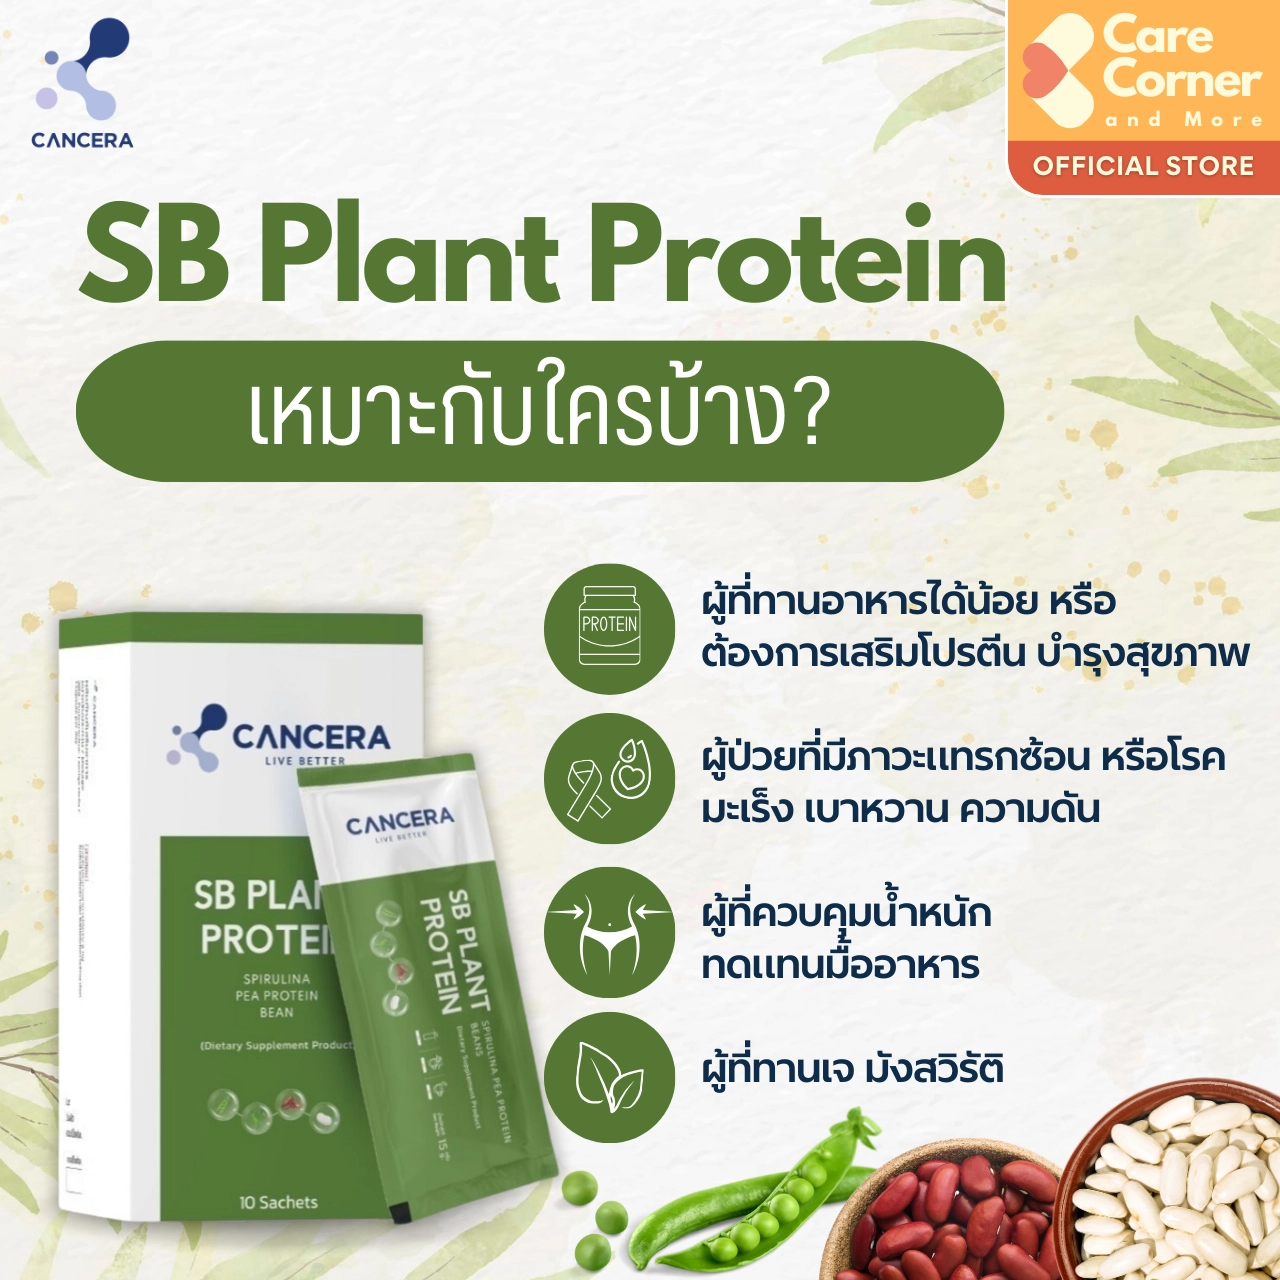 CANCERA
Care
Corner
and More
OFFICIAL STORE
SB Plant Protein
เหมาะกับใครบ้าง?
PROTEIN
ผู้ที่ทานอาหารได้น้อย หรือ
ต้องการเสริมโปรตีน บำรุงสุขภาพ
ผู้ป่วยที่มีภาวะแทรกซ้อน หรือโรค
มะเร็ง เบาหวาน ความดัน
ผู้ที่ควบคุมน้ำหนัก
ทดแทนมื้ออาหาร
ผู้ที่ทานเจ มังสวิรัติ
CANCERA
LIVE BETTER
SB PLAN
PROTEI
SPIRULINA
PEA PROTEIN
BEAN
(Dietary Supplement Product)
10 Sachets
CANCERA
LIVE BETTER
SB PLANT
PROTEIN
SPIRULINA PEA PROTEIN
BEANS
(Dietary Supplement Product)